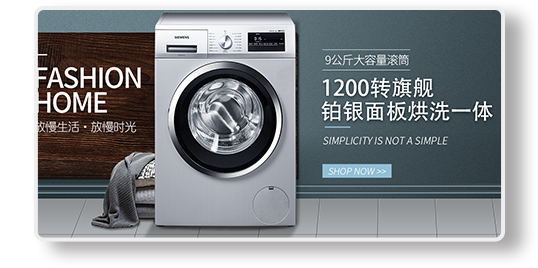 FASHION
HOME
放慢生活·放慢时光
SIEMENS
9公斤大容量滚筒
1200转旗舰
铂银面板烘洗一体
SIMPLICITY IS NOT A SIMPLE
SHOP NOW >>